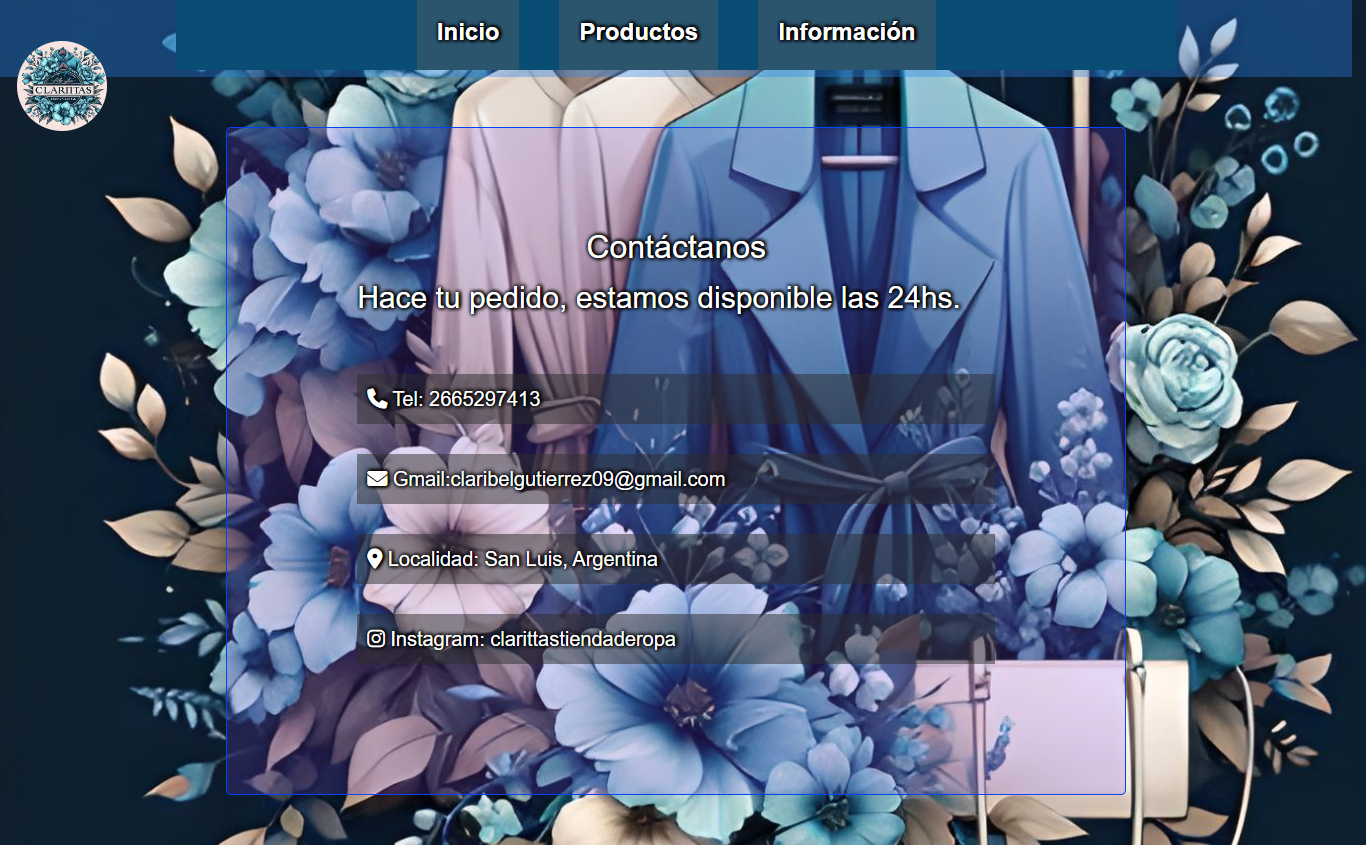 Inicio Productos Información
CLARIITAS
Contáctanos
Hace tu pedido, estamos disponible las 24hs.
Tel: 2665297413
Gmail:claribelgutierrez09@gmail.com
Localidad: San Luis, Argentina
Instagram: clarittastiendaderopa